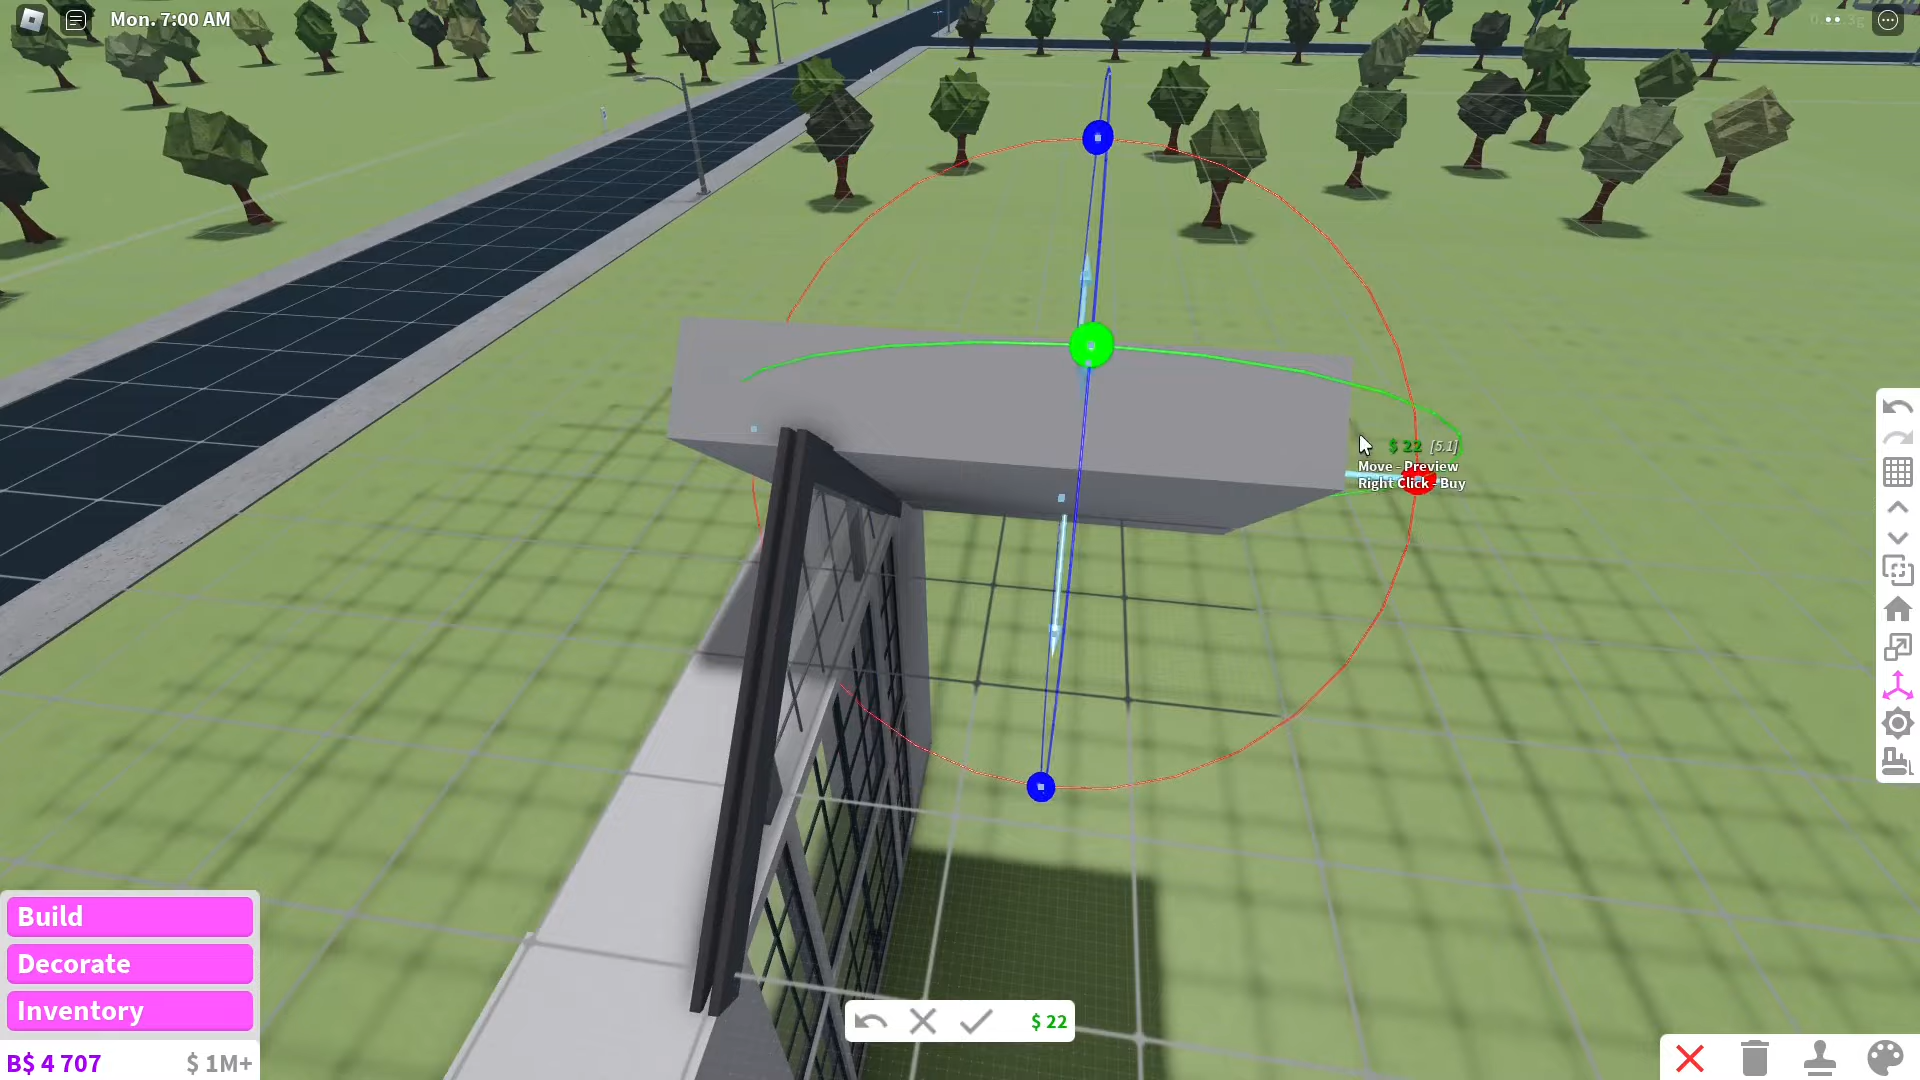 Mon. 7:00 AM
$ 22 [5.1]
Move - Preview
Right Click - Buy
Build
Decorate
Inventory
B$ 4 707 $ 1M+
$ 22